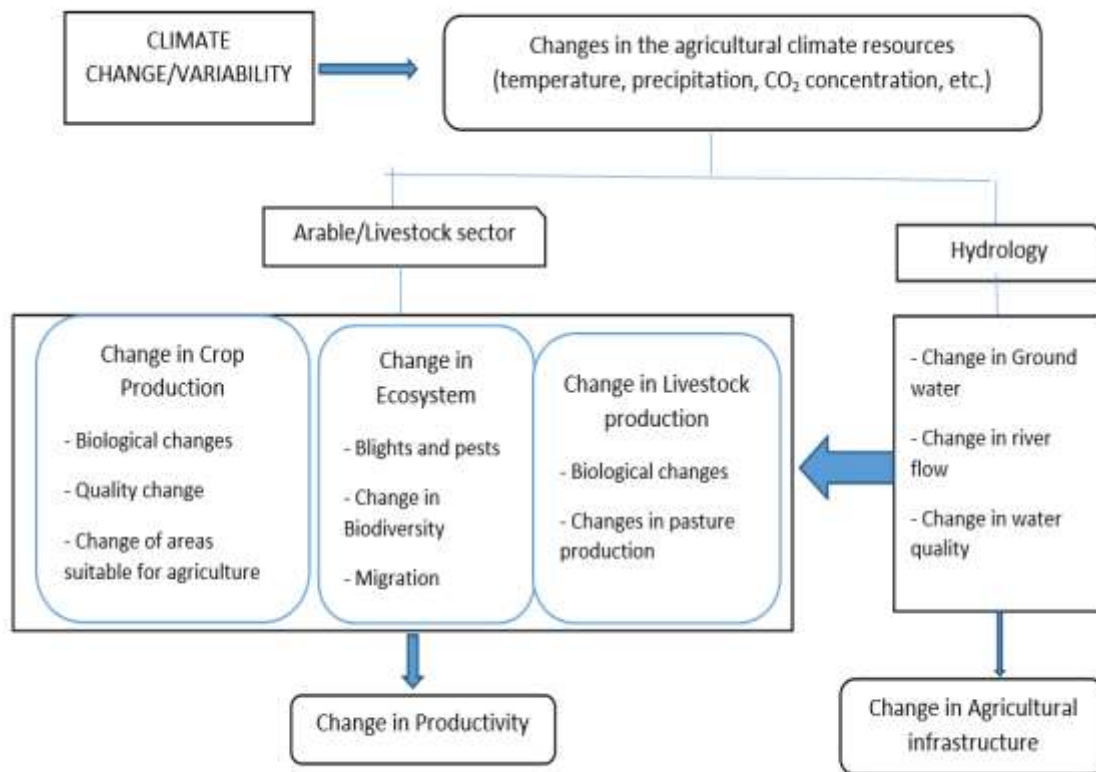 CLIMATE
CHANGE/VARIABILITY
Changes in the agricultural climate resources
(temperature, precipitation, CO₂ concentration, etc.)
Arable/Livestock sector
Hydrology
Change in Crop
Production
- Biological changes
- Quality change
- Change of areas
suitable for agriculture
Change in
Ecosystem
- Blights and pests
- Change in
Biodiversity
- Migration
Change in Livestock
production
- Biological changes
- Changes in pasture
production
- Change in Ground
water
- Change in river
flow
- Change in water
quality
Change in Productivity
Change in Agricultural
infrastructure